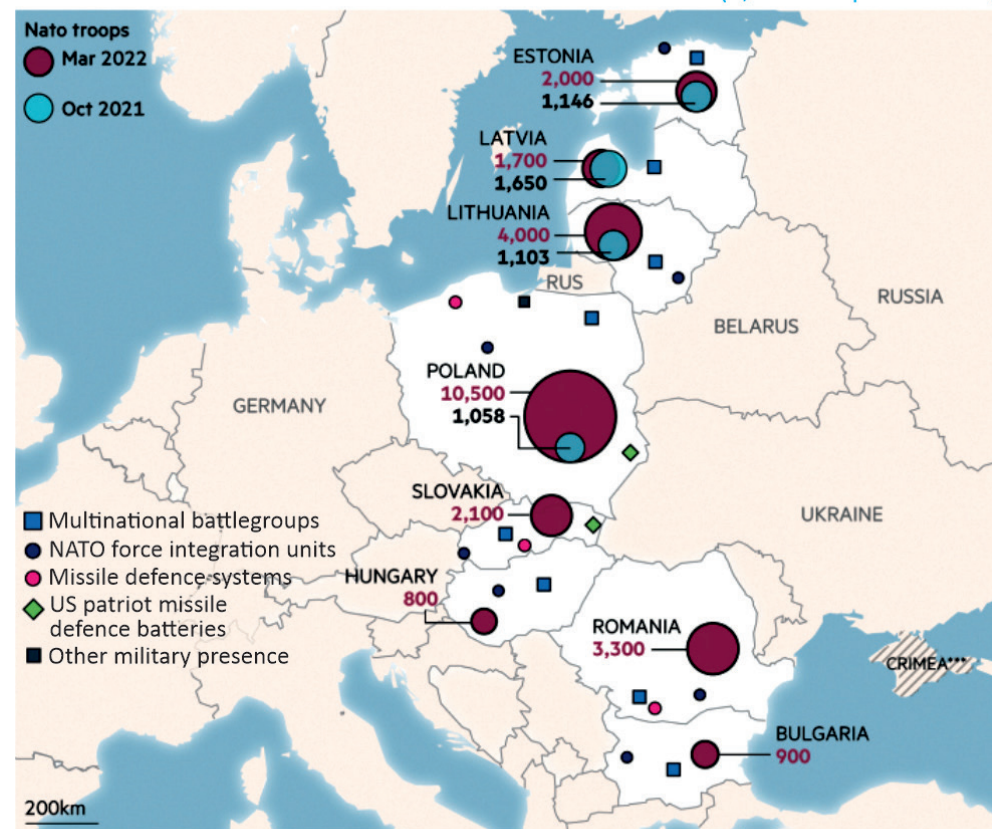 Nato troops
Mar 2022
Oct 2021
ESTONIA
2,000
1,146
LATVIA
1,700
1,650
LITHUANIA
4,000
1,103
RUS
RUSSIA
BELARUS
POLAND
10,500
1,058
GERMANY
SLOVAKIA
2,100
UKRAINE
Multinational battlegroups
NATO force integration units
Missile defence systems
US patriot missile
defence batteries
Other military presence
HUNGARY
800
ROMANIA
3,300
CRIMEA***
BULGARIA
900
200km